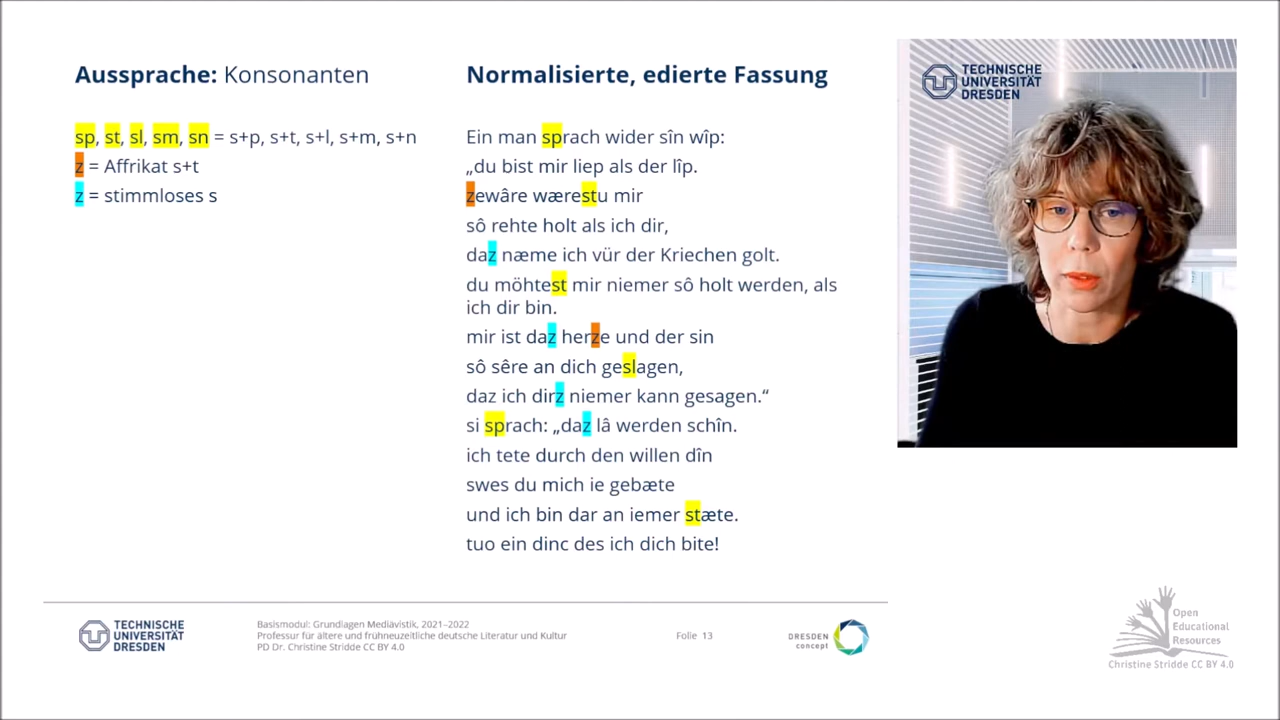 Aussprache: Konsonanten
sp, st, sl, sm, sn = s+p, s+t, s+l, s+m, s+n
z = Affrikat s+t
z = stimmloses s
Normalisierte, edierte Fassung
Ein man sprach wider sîn wîp:
„du bist mir liep als der lîp.
zewâre wærestu mir
sô rehte holt als ich dir,
daz næme ich vür der Kriechen golt.
du möhtest mir niemer sô holt werden, als
ich dir bin.
mir ist daz herze und der sin
sô sêre an dich geslagen,
daz ich dirz niemer kann gesagen.“
si sprach: „daz lâ werden schîn.
ich tete durch den willen dîn
swes du mich ie gebæte
und ich bin dar an iemer stæte.
tuo ein dinc des ich dich bite!
TECHNISCHE
UNIVERSITÄT
DRESDEN
TECHNISCHE
UNIVERSITÄT
DRESDEN
Basismodul: Grundlagen Mediävistik, 2021–2022
Professur für ältere und frühneuzeitliche deutsche Literatur und Kultur
PD Dr. Christine Stridde CC BY 4.0
Folie 13
DRESDEN
concept
Open
Educational
Resources
Christine Stridde CC BY 4.0